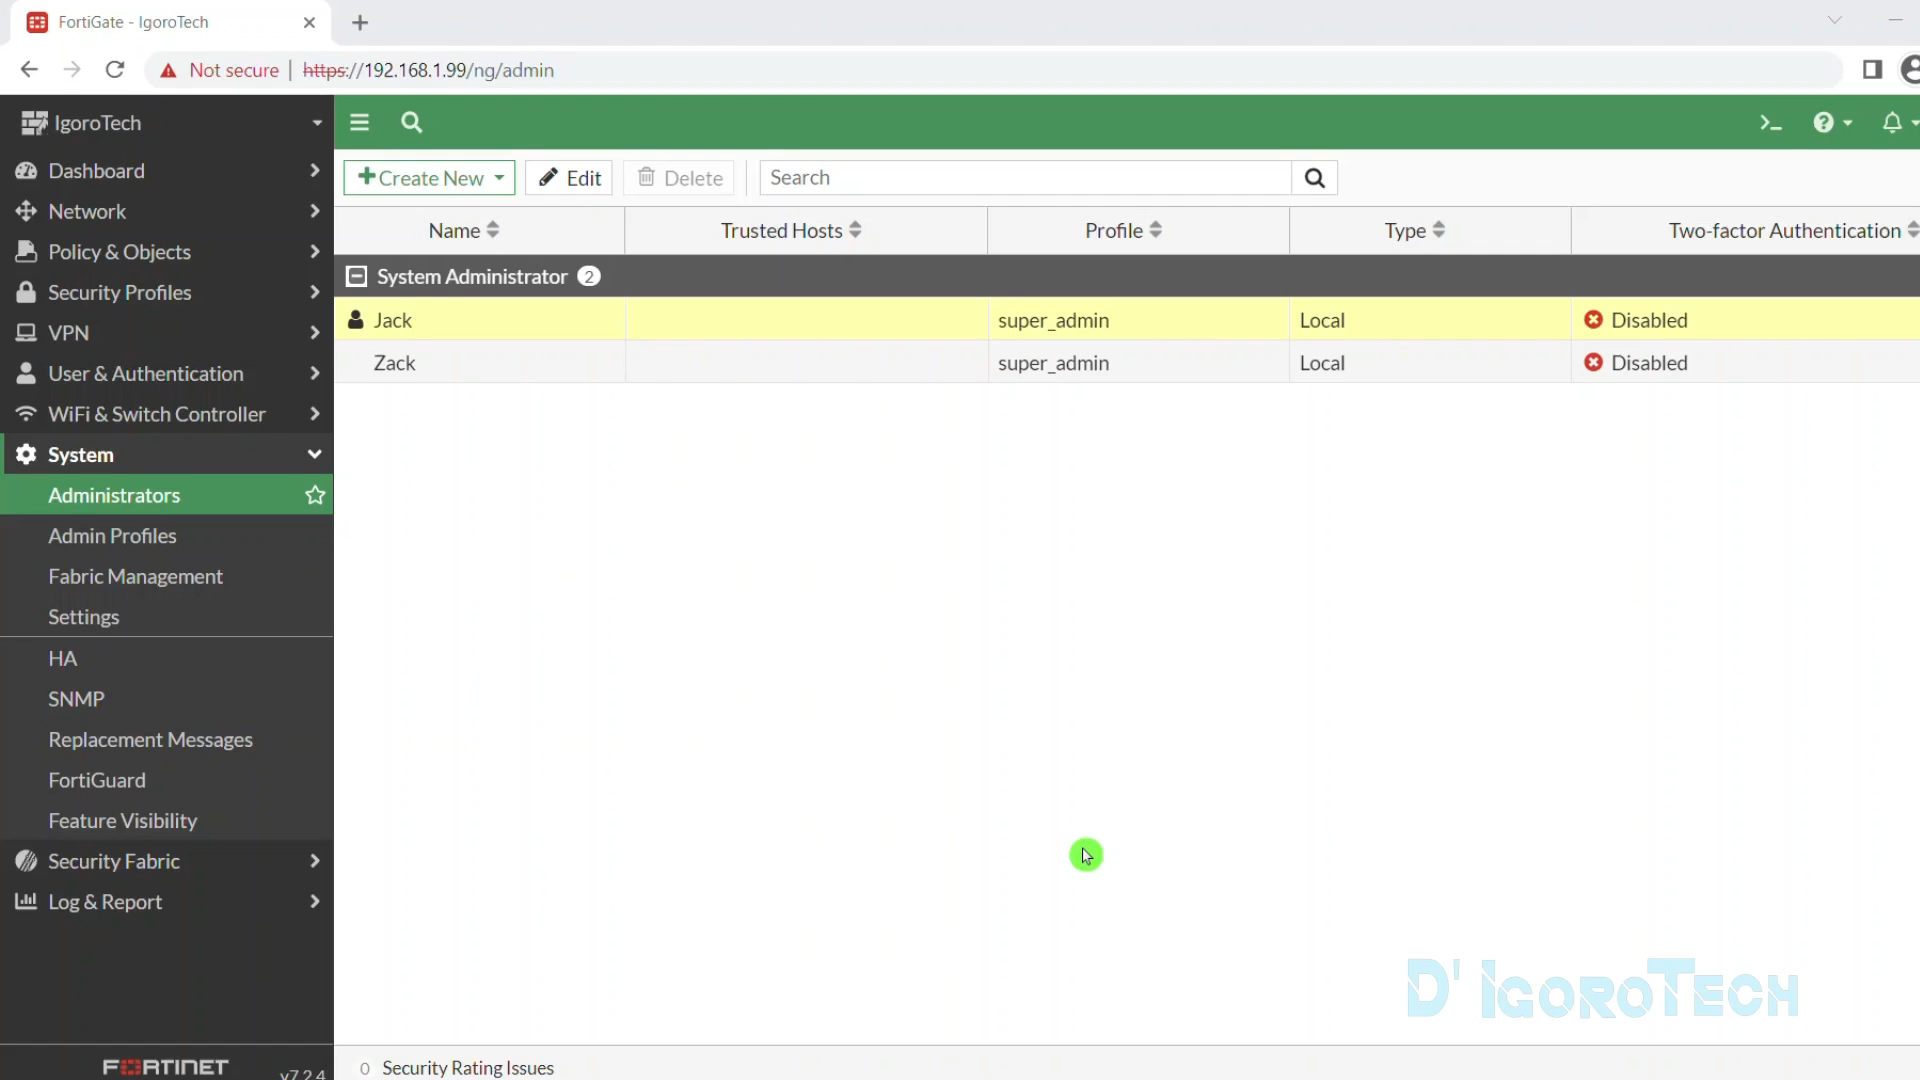 FortiGate - IgoroTech
Not secure | https://192.168.1.99/ng/admin
IgoroTech
Dashboard
Network
Policy & Objects
Security Profiles
VPN
User & Authentication
WiFi & Switch Controller
System
Administrators
Admin Profiles
Fabric Management
Settings
HA
SNMP
Replacement Messages
FortiGuard
Feature Visibility
Security Fabric
Log & Report
FORTINET v7.2.4
Create New Edit Delete Search
Name Trusted Hosts Profile Type Two-factor Authentication
System Administrator 2
Jack super_admin Local Disabled
Zack super_admin Local Disabled
D' IGOROTECH
0 Security Rating Issues